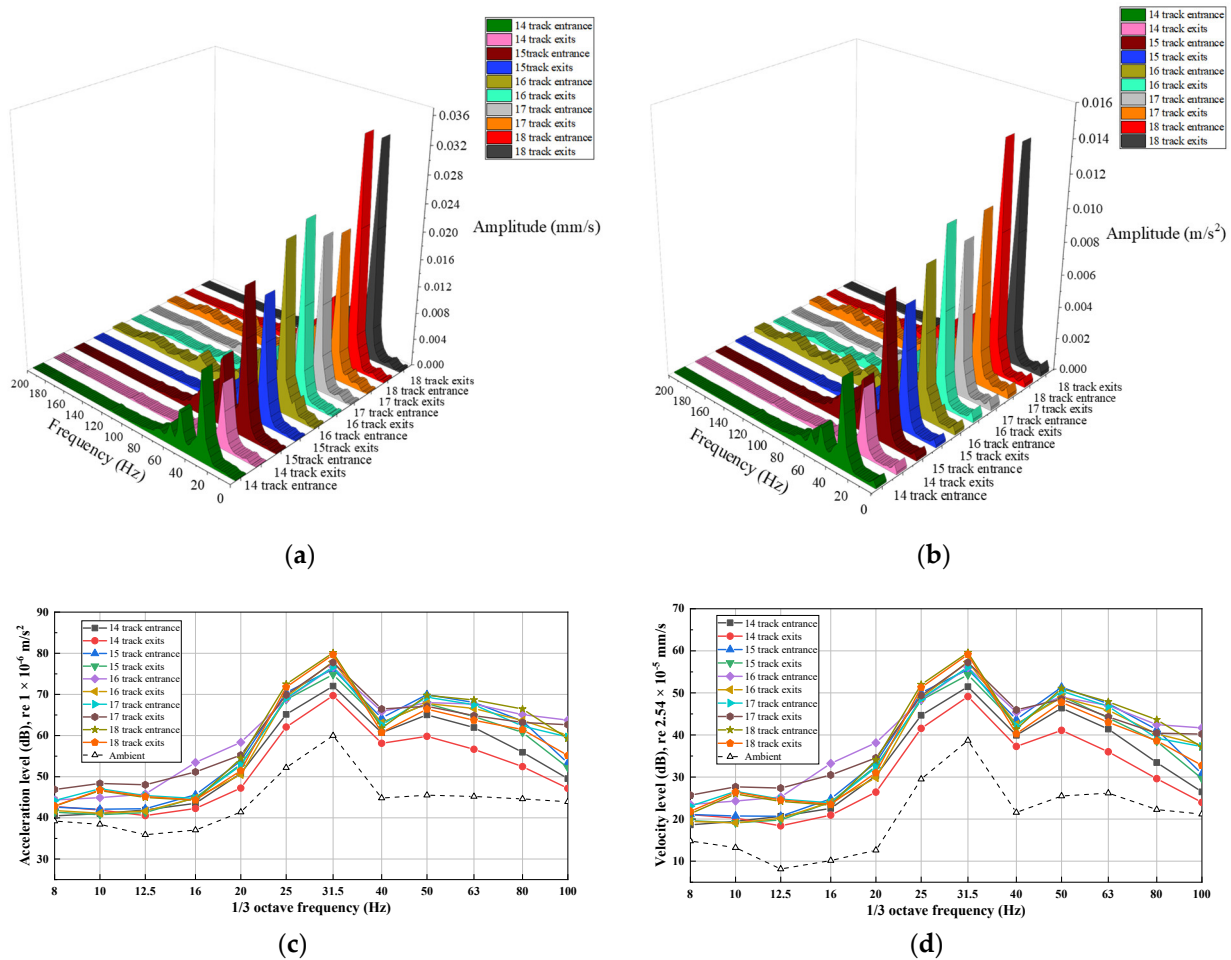 14 track entrance
14 track exits
15track entrance
15track exits
16 track entrance
16 track exits
17 track entrance
17 track exits
18 track entrance
18 track exits
0.036
0.032
0.028
0.024
0.020
0.016
0.012
0.008
0.004
0.000
Amplitude (mm/s)
200
180
160
140
120
100
80
60
40
20
0
Frequency (Hz)
18 track exits
18 track entrance
17 track exits
17 track entrance
16 track exits
16 track entrance
15track exits
15track entrance
14 track exits
14 track entrance
(a)
14 track entrance
14 track exits
15 track entrance
15 track exits
16 track entrance
16 track exits
17 track entrance
17 track exits
18 track entrance
18 track exits
0.016
0.014
0.012
0.010
0.008
0.006
0.004
0.002
0.000
Amplitude (m/s²)
200
180
160
140
120
100
80
60
40
20
0
Frequency (Hz)
18 track exits
18 track entrance
17 track exits
17 track entrance
16 track exits
16 track entrance
15 track exits
15 track entrance
14 track exits
14 track entrance
(b)
Acceleration level (dB), re 1 × 10⁻⁶ m/s²
90
80
70
60
50
40
30
14 track entrance
14 track exits
15 track entrance
15 track exits
16 track entrance
16 track exits
17 track entrance
17 track exits
18 track entrance
18 track exits
Ambient
8 10 12.5 16 20 25 31.5 40 50 63 80 100
1/3 octave frequency (Hz)
(c)
Velocity level (dB), re 2.54 × 10⁻⁵ mm/s
70
60
50
40
30
20
10
14 track entrance
14 track exits
15 track entrance
15 track exits
16 track entrance
16 track exits
17 track entrance
17 track exits
18 track entrance
18 track exits
Ambient
8 10 12.5 16 20 25 31.5 40 50 63 80 100
1/3 octave frequency (Hz)
(d)